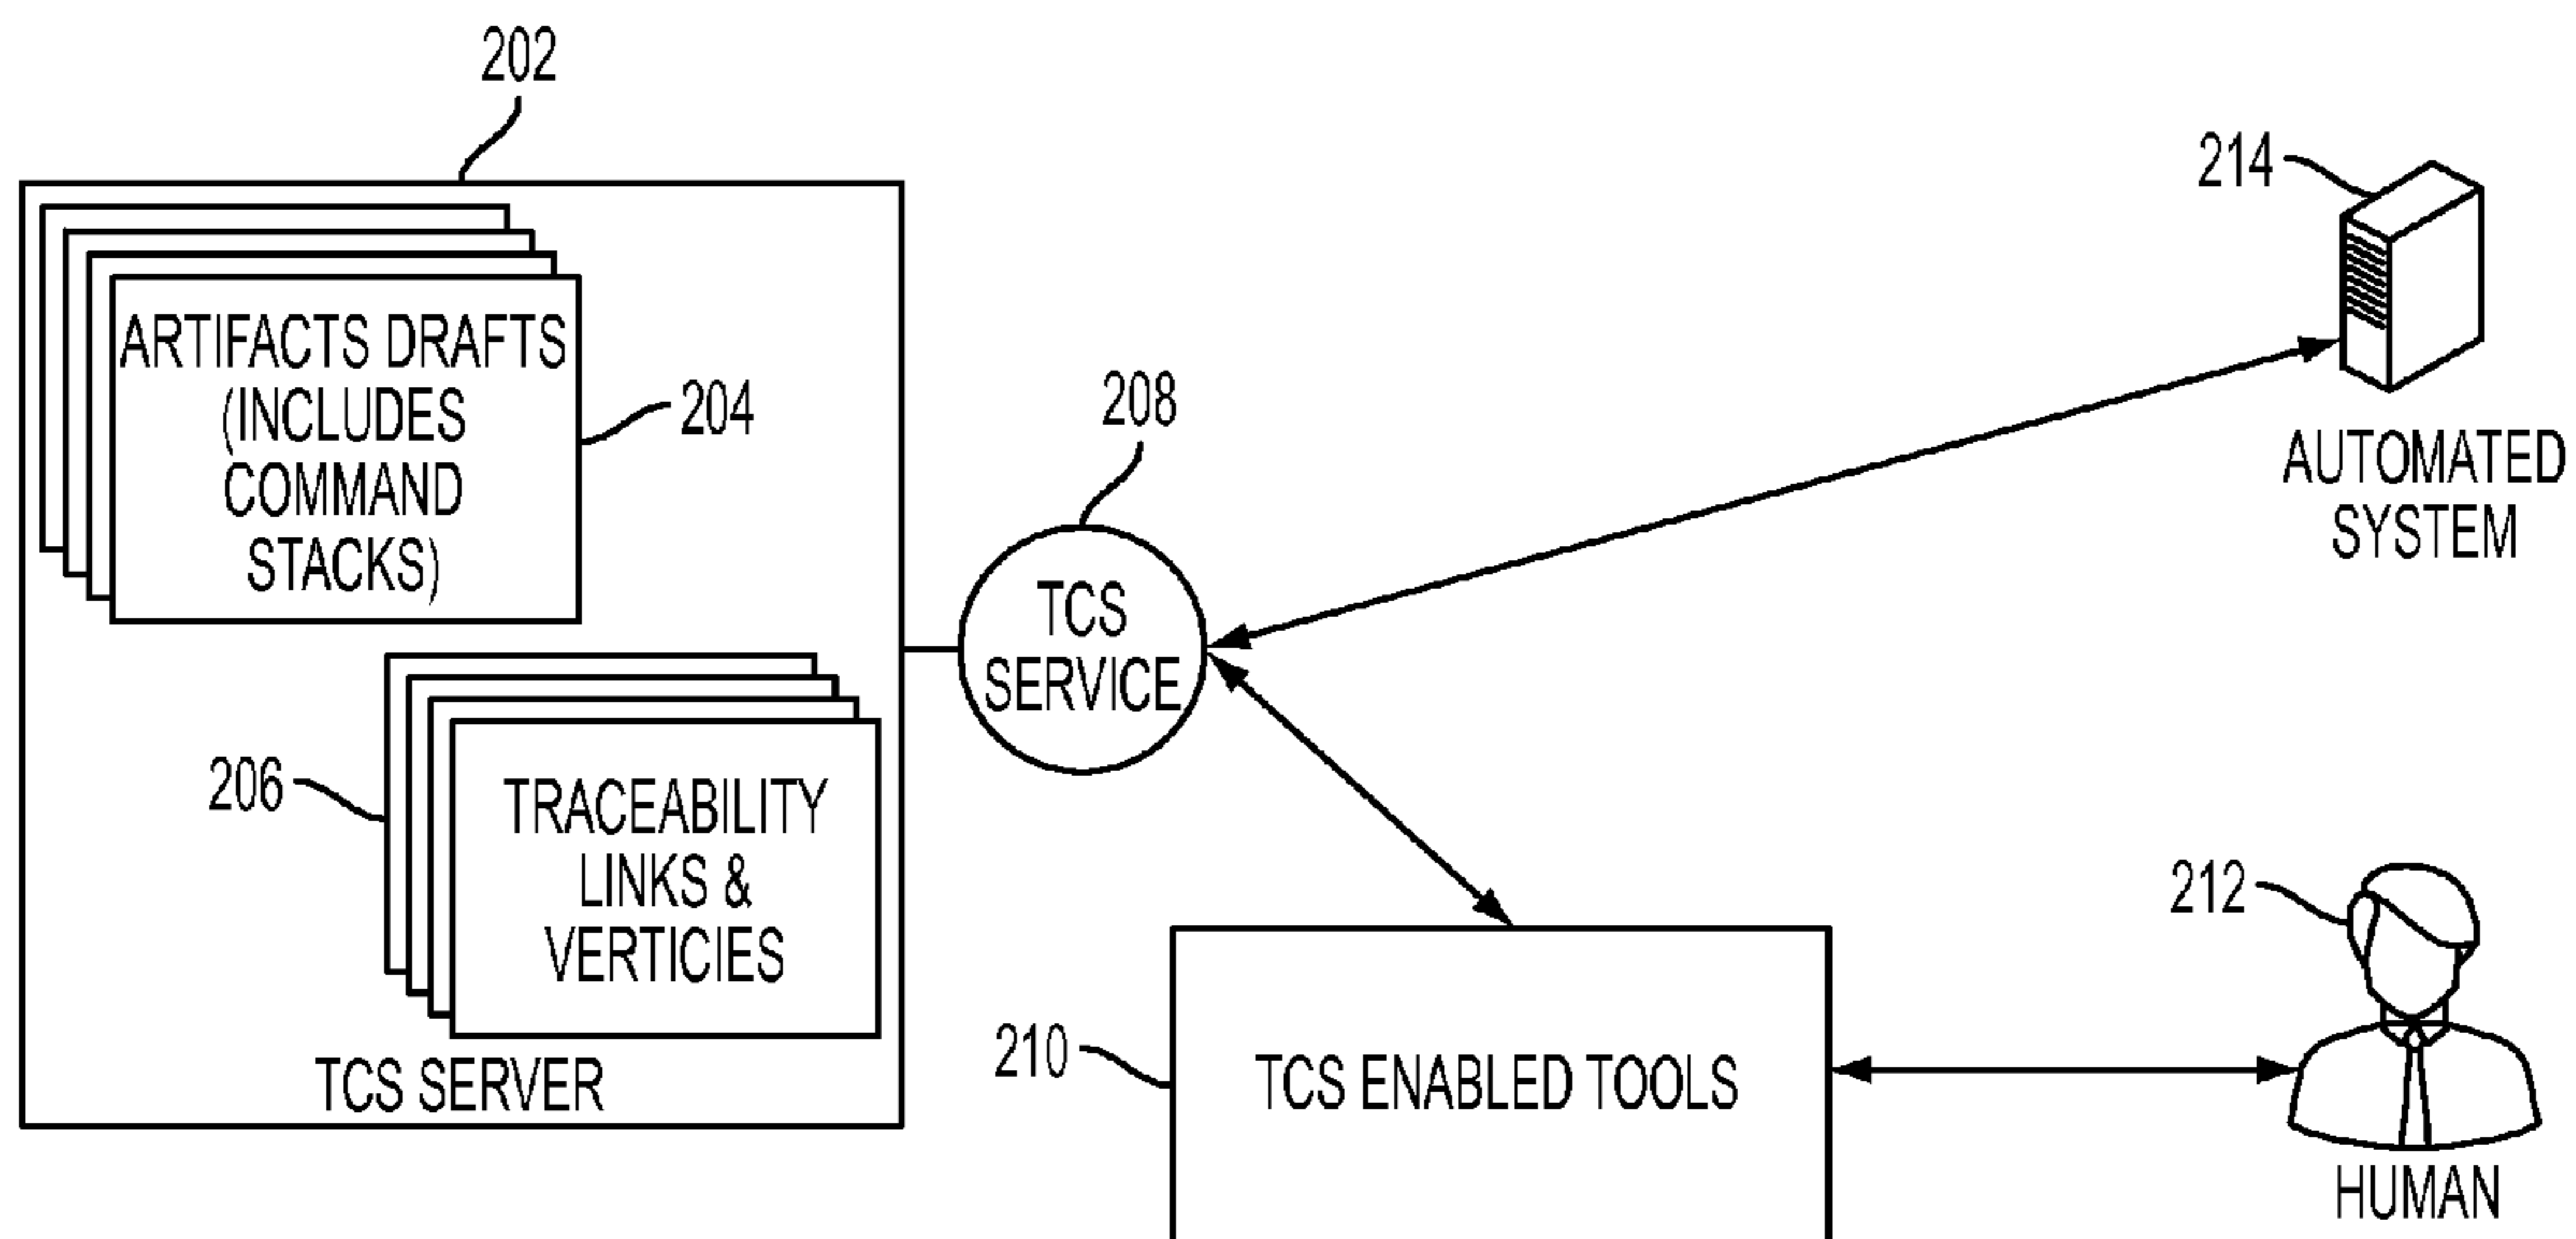 202
ARTIFACTS DRAFTS
(INCLUDES
COMMAND
STACKS)
204
206
TRACEABILITY
LINKS &
VERTICIES
TCS SERVER
208
TCS
SERVICE
214
AUTOMATED
SYSTEM
210
TCS ENABLED TOOLS
212
HUMAN